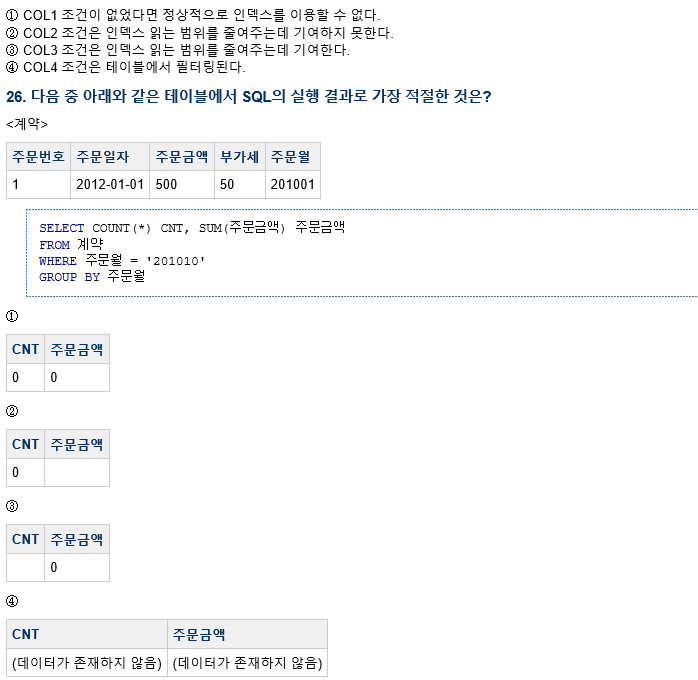 ① COL1 조건이 없었다면 정상적으로 인덱스를 이용할 수 없다.
② COL2 조건은 인덱스 읽는 범위를 줄여주는데 기여하지 못한다.
③ COL3 조건은 인덱스 읽는 범위를 줄여주는데 기여한다.
④ COL4 조건은 테이블에서 필터링된다.
26. 다음 중 아래와 같은 테이블에서 SQL의 실행 결과로 가장 적절한 것은?
<계약>
주문번호 주문일자 주문금액 부가세 주문월
1 2012-01-01 500 50 201001
SELECT COUNT(*) CNT, SUM(주문금액) 주문금액
FROM 계약
WHERE 주문월 = '201010'
GROUP BY 주문월
①
CNT 주문금액
0 0
②
CNT 주문금액
0
③
CNT 주문금액
0
④
CNT 주문금액
(데이터가 존재하지 않음) (데이터가 존재하지 않음)